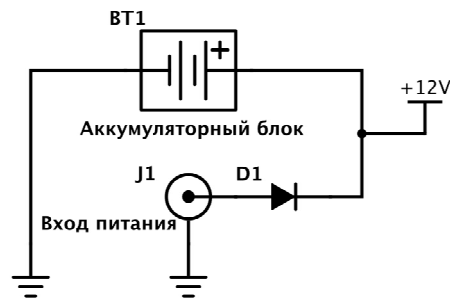 BT1
+12V
Аккумуляторный блок
J1
D1
Вход питания